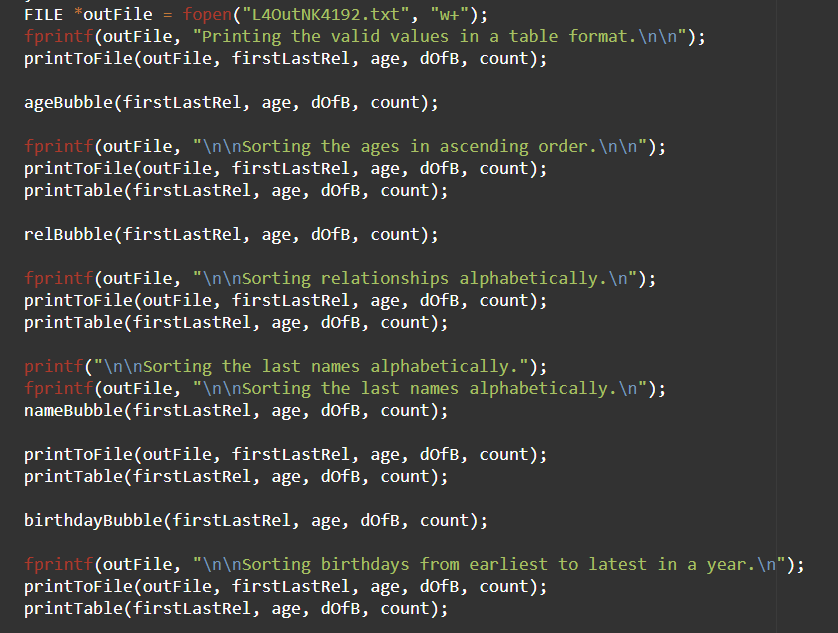 FILE *outFile = fopen("L4OutNK4192.txt", "w+");
fprintf(outFile, "Printing the valid values in a table format.\n\n");
printToFile(outFile, firstLastRel, age, dOfB, count);
ageBubble(firstLastRel, age, dOfB, count);
fprintf(outFile, "\n\nSorting the ages in ascending order.\n\n");
printToFile(outFile, firstLastRel, age, dOfB, count);
printTable(firstLastRel, age, dOfB, count);
relBubble(firstLastRel, age, dOfB, count);
fprintf(outFile, "\n\nSorting relationships alphabetically.\n");
printToFile(outFile, firstLastRel, age, dOfB, count);
printTable(firstLastRel, age, dOfB, count);
printf("\n\nSorting the last names alphabetically.");
fprintf(outFile, "\n\nSorting the last names alphabetically.\n");
nameBubble(firstLastRel, age, dOfB, count);
printToFile(outFile, firstLastRel, age, dOfB, count);
printTable(firstLastRel, age, dOfB, count);
birthdayBubble(firstLastRel, age, dOfB, count);
fprintf(outFile, "\n\nSorting birthdays from earliest to latest in a year.\n");
printToFile(outFile, firstLastRel, age, dOfB, count);
printTable(firstLastRel, age, dOfB, count);